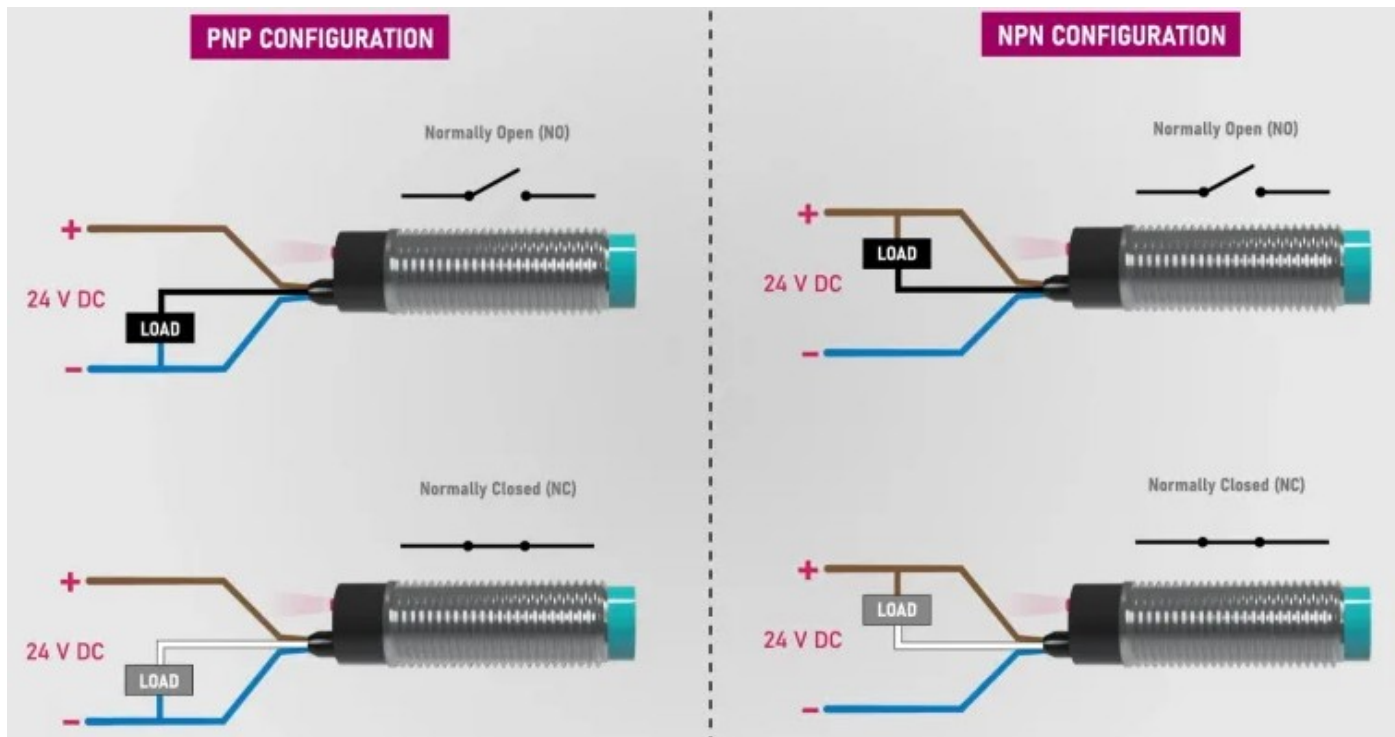 PNP CONFIGURATION
NPN CONFIGURATION
Normally Open (NO)
Normally Open (NO)
+
+
LOAD
24 V DC
24 V DC
LOAD
-
-
Normally Closed (NC)
Normally Closed (NC)
+
+
LOAD
24 V DC
24 V DC
LOAD
-
-